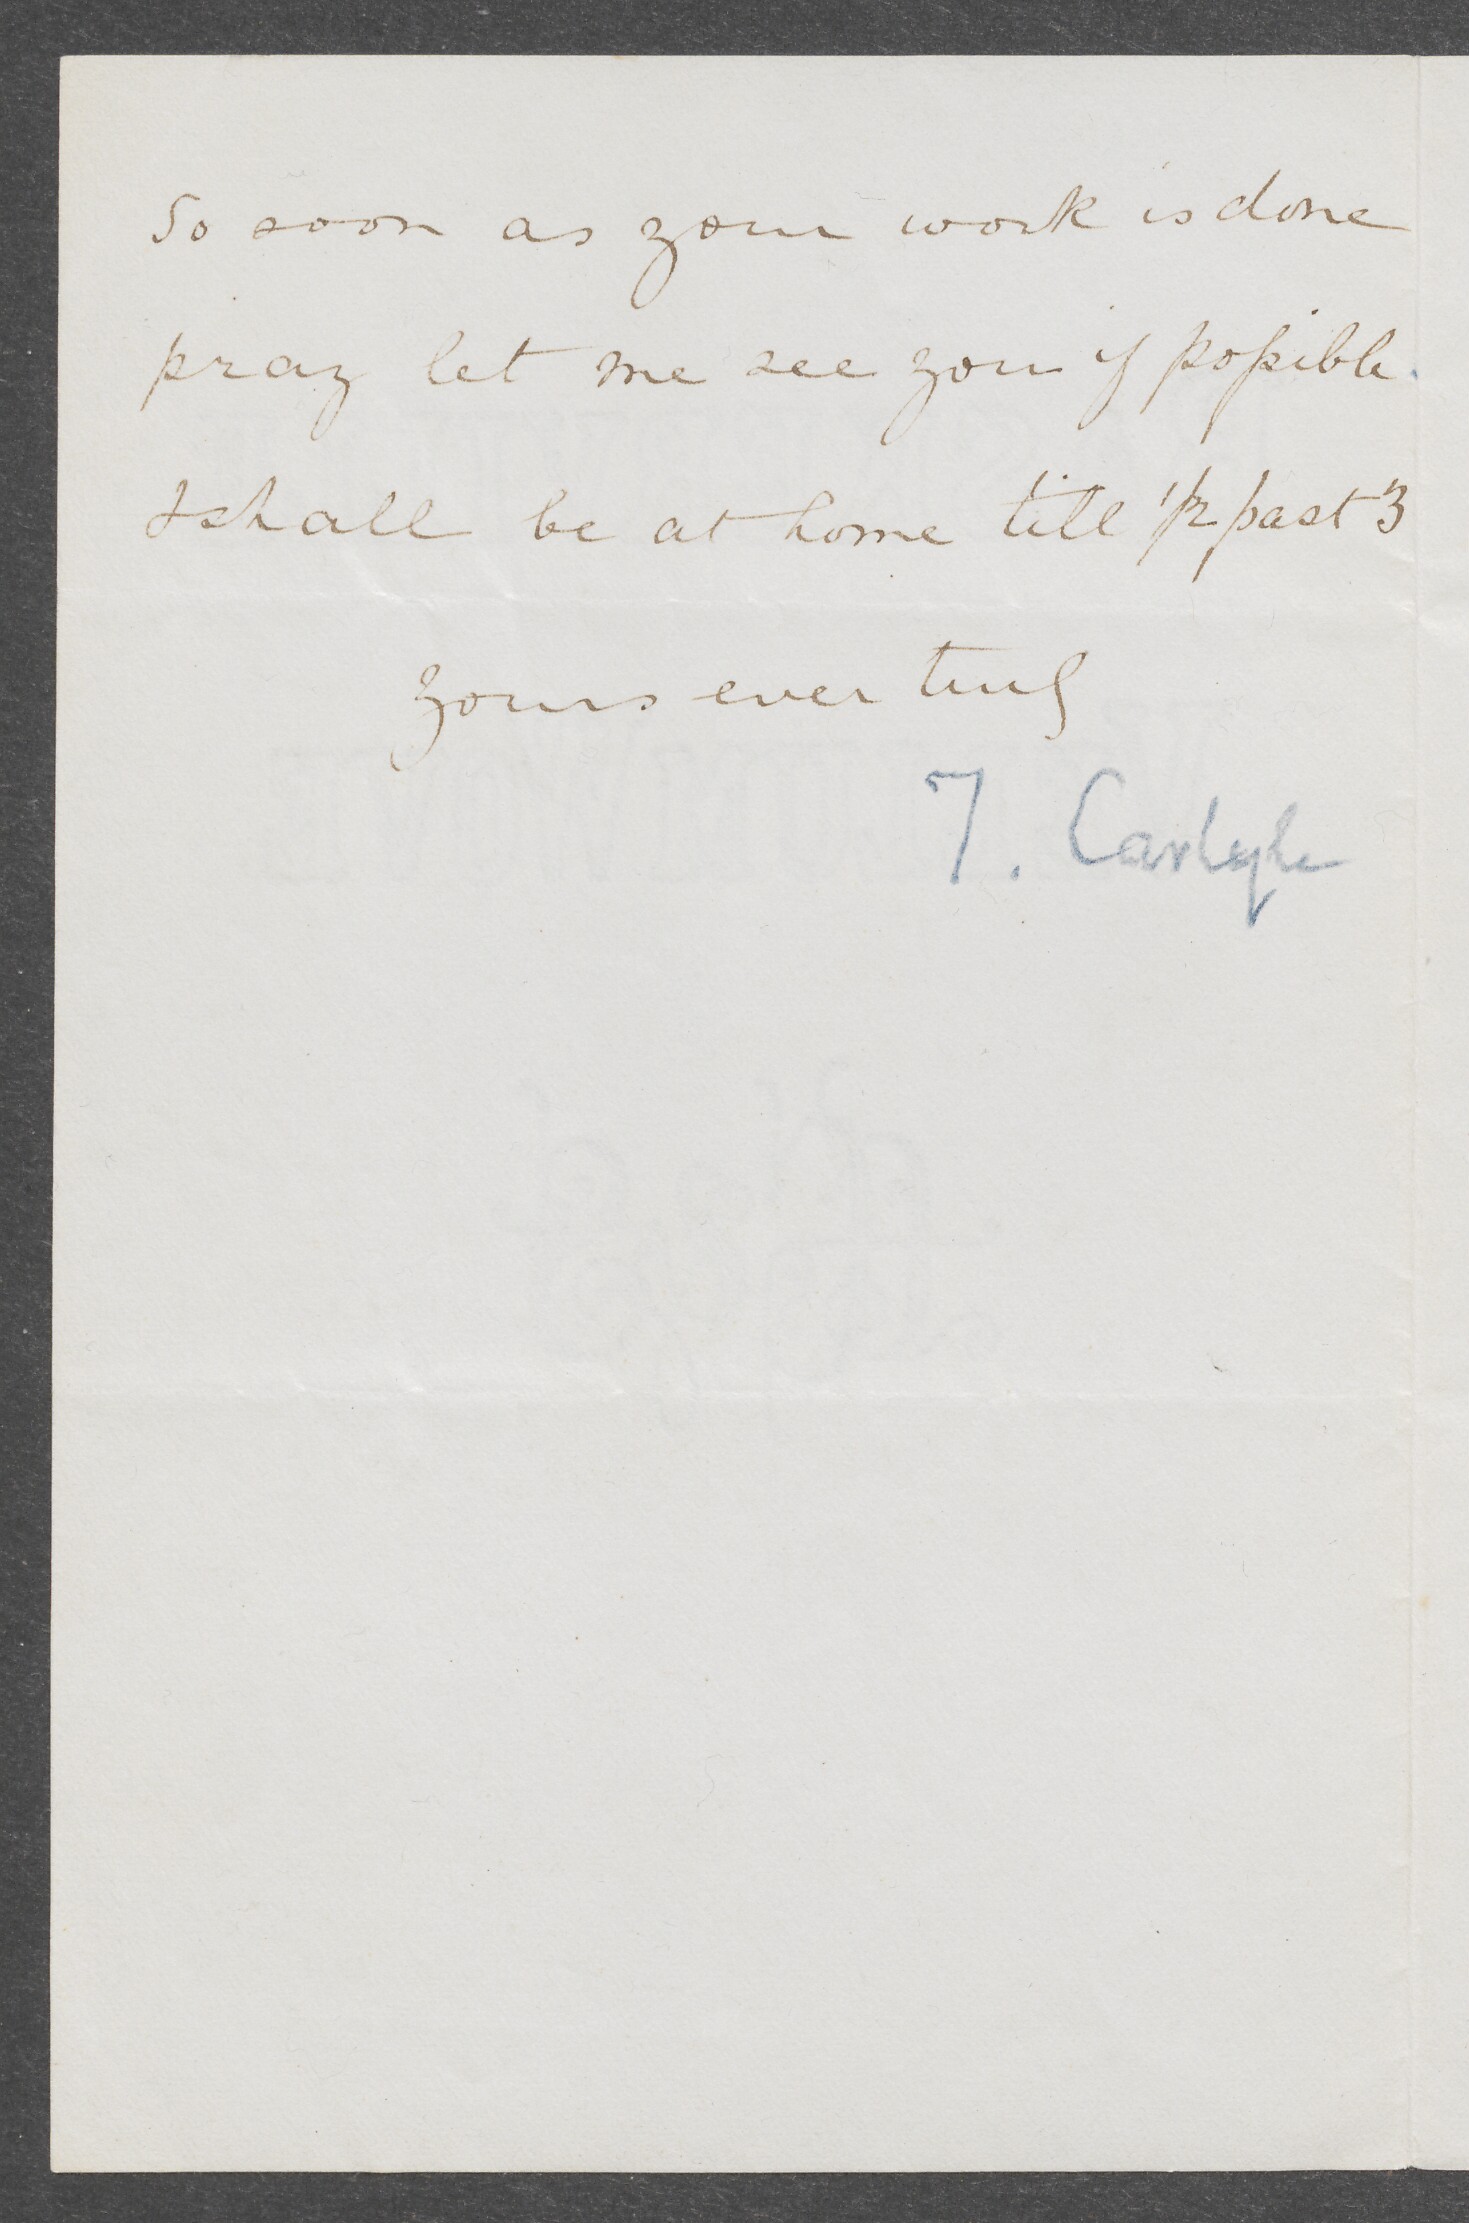 So soon as your work is done
pray let me see you if possible.
I shall be at home till 1/2 past 3
yours ever truly
T. Carlyle